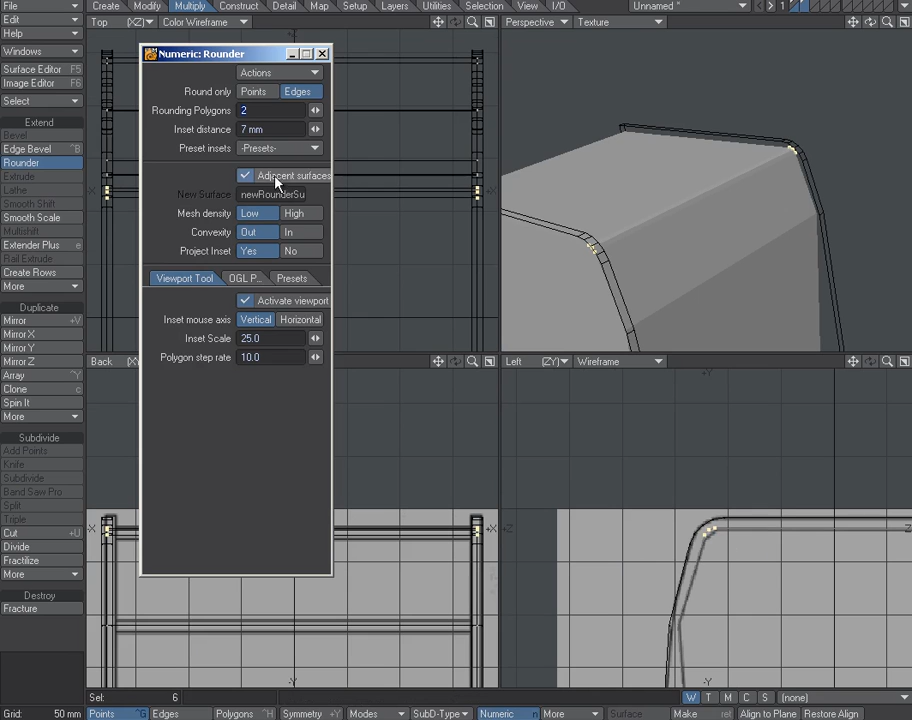 File Create Modify Multiply Construct Detail Map Setup Utilities Selection View I/O Unnamed * 1
Edit
Help
Windows
Surface Editor F5
Image Editor F6
Select
Extend
Bevel
Edge Bevel ^B
Rounder
Extrude
Lathe
Smooth Shift
Smooth Scale
Multishift
Extender Plus e
Rail Extrude
Create Rows
More
Duplicate
Mirror +V
Mirror X
Mirror Y
Mirror Z
Array ^Y
Clone c
Spin It
More
Subdivide
Add Points
Knife
Subdivide
Band Saw Pro
Split
Triple
Cut +U
Divide
Fractilize
More
Destroy
Fracture
Top (XZ) Color Wireframe
Perspective Texture
Numeric: Rounder
Actions
Round only Points Edges
Rounding Polygons 2
Inset distance 7 mm
Preset insets -Presets-
Adjacent surfaces
New Surface newRounderSu
Mesh density Low High
Convexity Out In
Project Inset Yes No
Viewport Tool OGL P... Presets
Activate viewport
Inset mouse axis Vertical Horizontal
Inset Scale 25.0
Polygon step rate 10.0
-X X
Back
Left (ZY) Wireframe
-X X
-Y
+Z
-Y
Sel: 6
W T M C S (none)
Grid: 50 mm Points ^G Edges Polygons ^H Symmetry +Y Modes SubD-Type Numeric n More Surface Make ret Align to Plane Restore Align